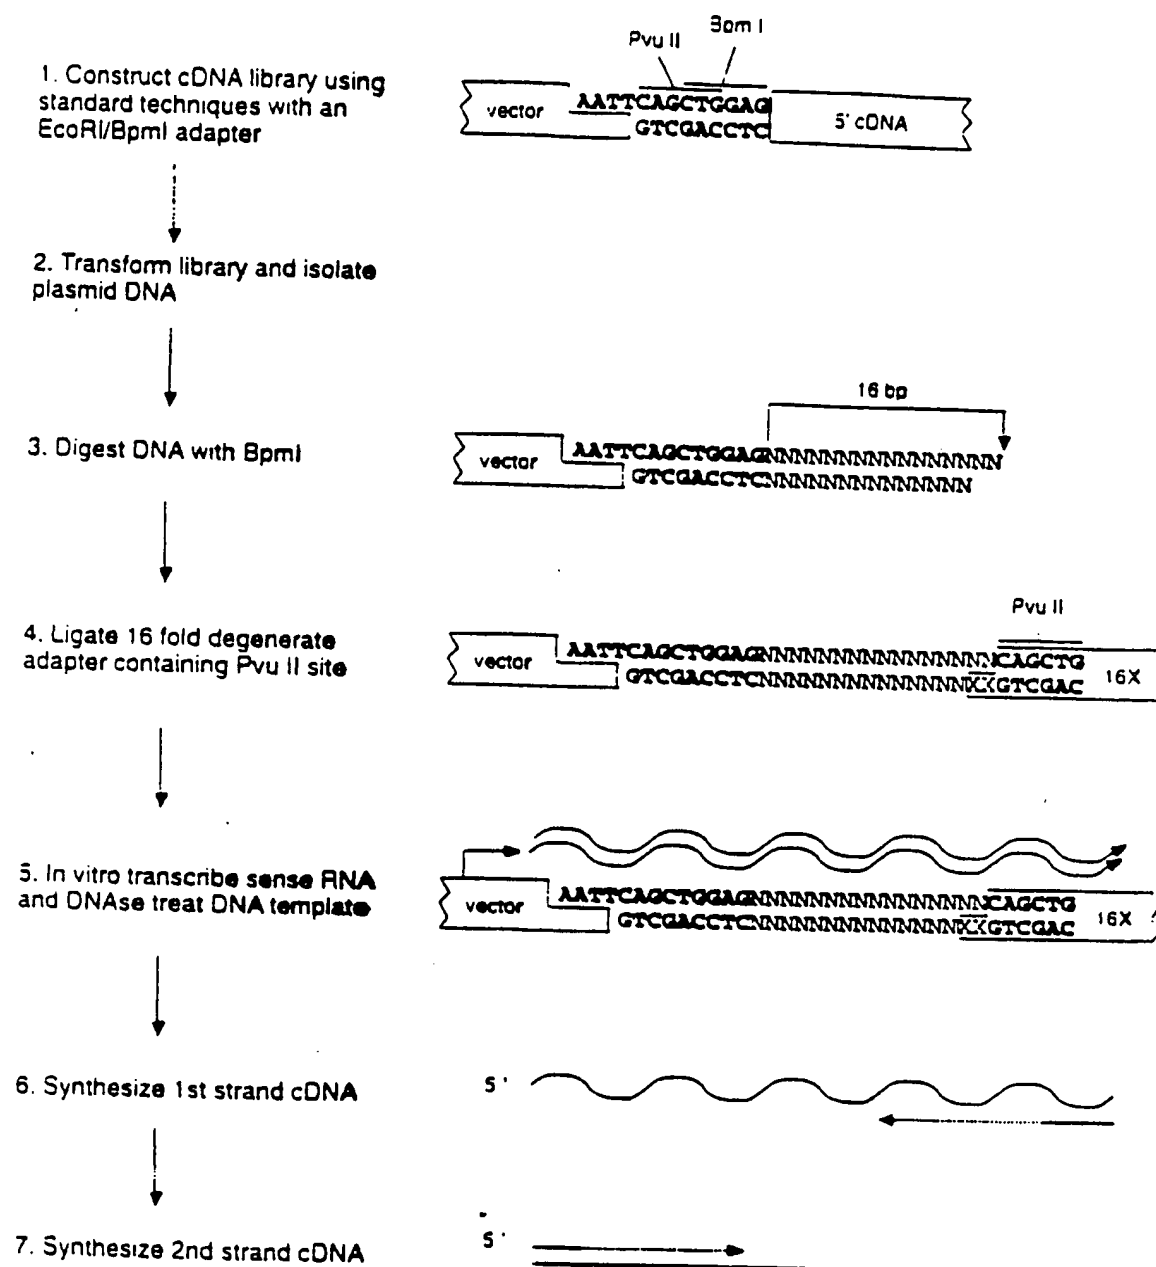 Pvu II
Bpm I
1. Construct cDNA library using
standard techniques with an
EcoRI/BpmI adapter
vector
AATTCAGCTGGAG
GTCGACCTC
5' cDNA
2. Transform library and isolate
plasmid DNA
16 bp
3. Digest DNA with BpmI
vector
AATTCAGCTGGAGNNNNNNNNNNNNNNNN
GTCGACCTCNNNNNNNNNNNNNN
Pvu II
4. Ligate 16 fold degenerate
adapter containing Pvu II site
vector
AATTCAGCTGGAGNNNNNNNNNNNNNNNNCAGCTG
GTCGACCTCNNNNNNNNNNNNNNXXGTCGAC
16X
5. In vitro transcribe sense RNA
and DNAse treat DNA template
vector
AATTCAGCTGGAGNNNNNNNNNNNNNNNNCAGCTG
GTCGACCTCNNNNNNNNNNNNNNXXGTCGAC
16X
6. Synthesize 1st strand cDNA
5'
7. Synthesize 2nd strand cDNA
5'